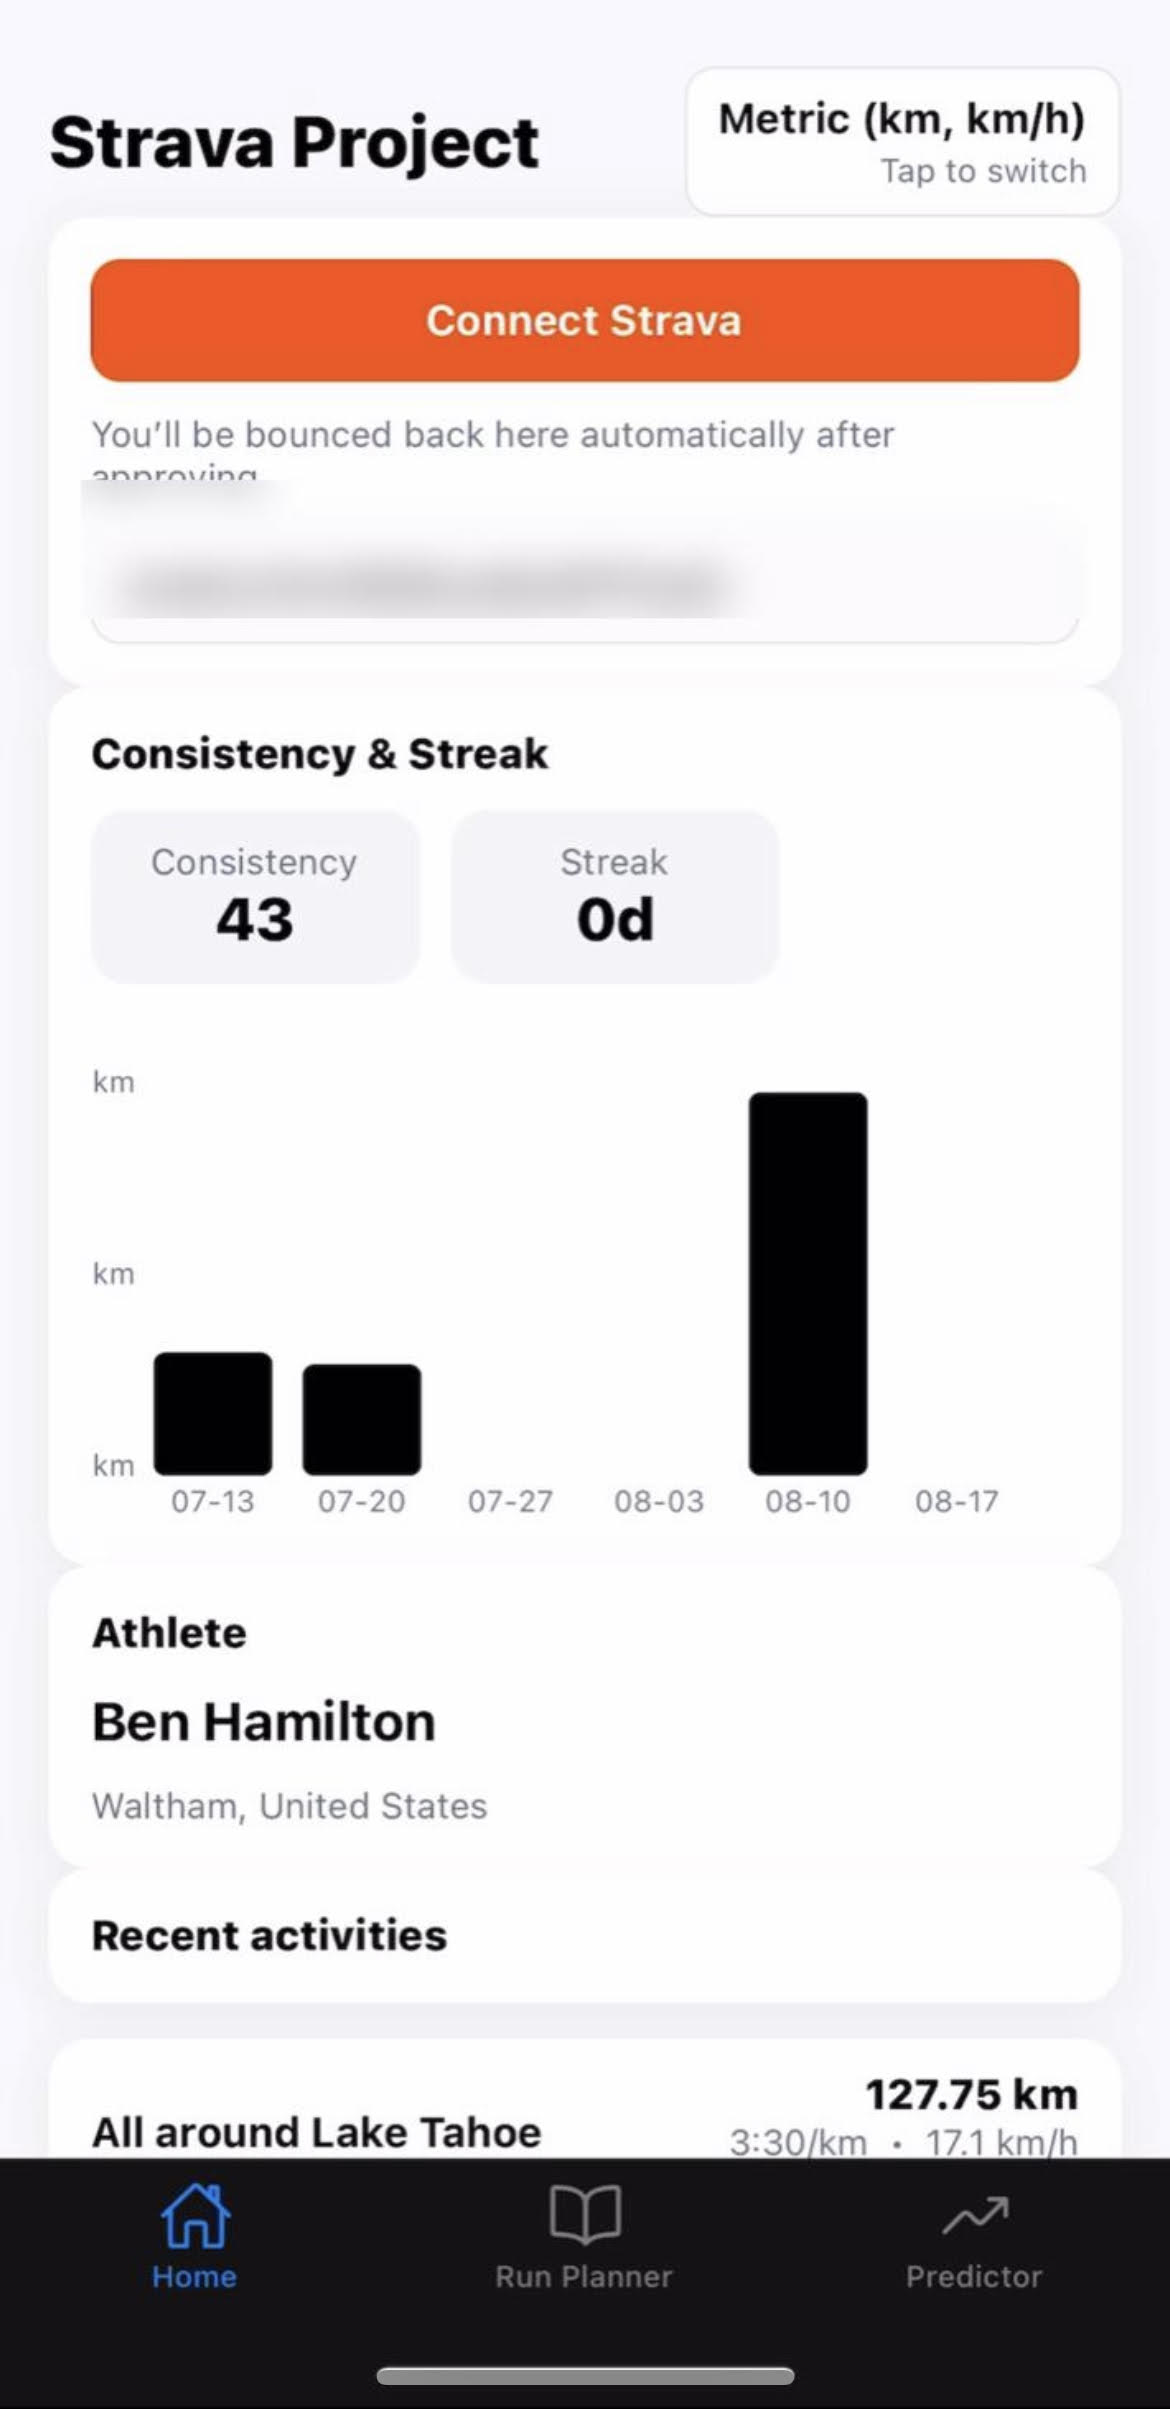 Strava Project
Metric (km, km/h)
Tap to switch
Connect Strava
You’ll be bounced back here automatically after
approving
Consistency & Streak
Consistency
43
Streak
0d
km
km
km
07-13 07-20 07-27 08-03 08-10 08-17
Athlete
Ben Hamilton
Waltham, United States
Recent activities
All around Lake Tahoe
127.75 km
3:30/km • 17.1 km/h
Home
Run Planner
Predictor